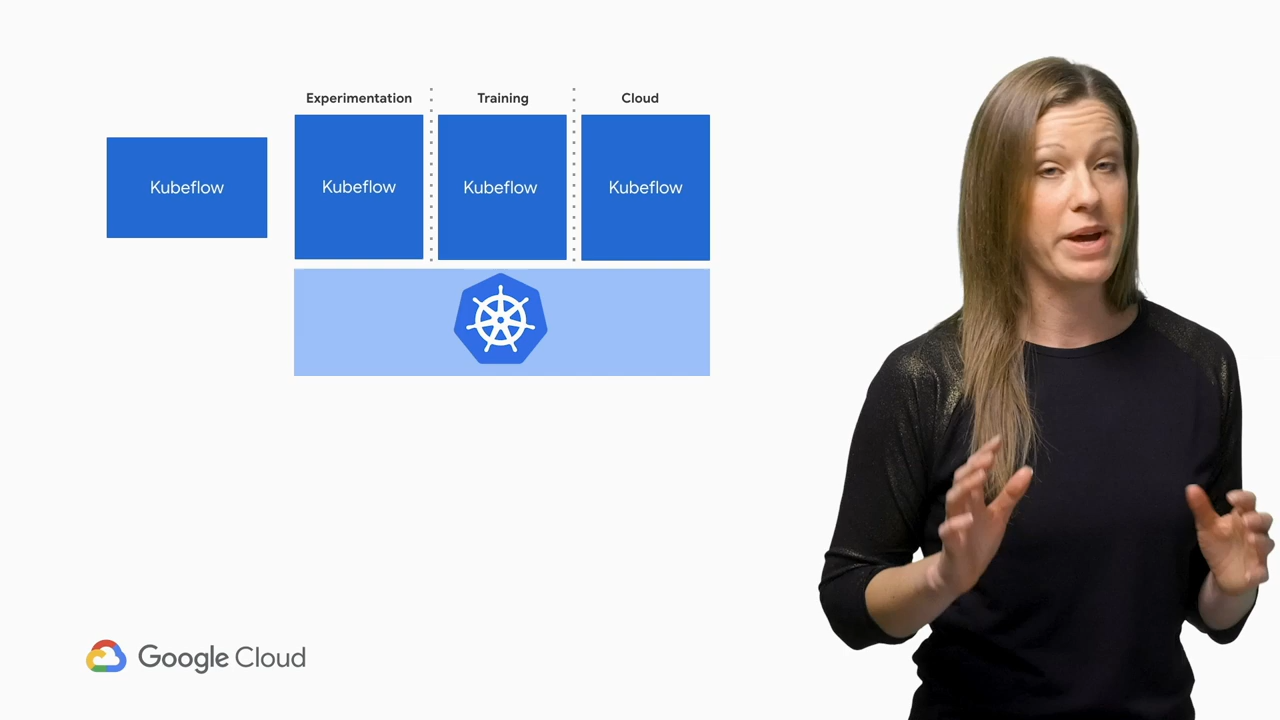 Experimentation
Training
Cloud
Kubeflow
Kubeflow
Kubeflow
Kubeflow
Google Cloud